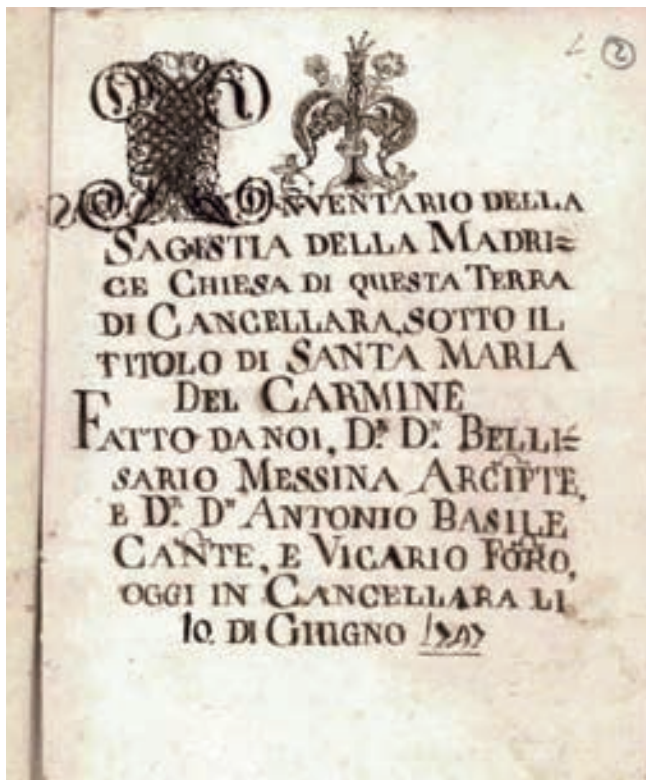 2
INVENTARIO DELLA
SAGRISTIA DELLA MADRI=
CE CHIESA DI QUESTA TERRA
DI CANCELLARA, SOTTO IL
TITOLO DI SANTA MARIA
DEL CARMINE
FATTO DA NOI, D.R D.N BELLI=
SARIO MESSINA ARCIPTE,
E D.R D.N ANTONIO BASILE
CANTE, E VICARIO FORO,
OGGI IN CANCELLARA LI
10. DI GIUGNO